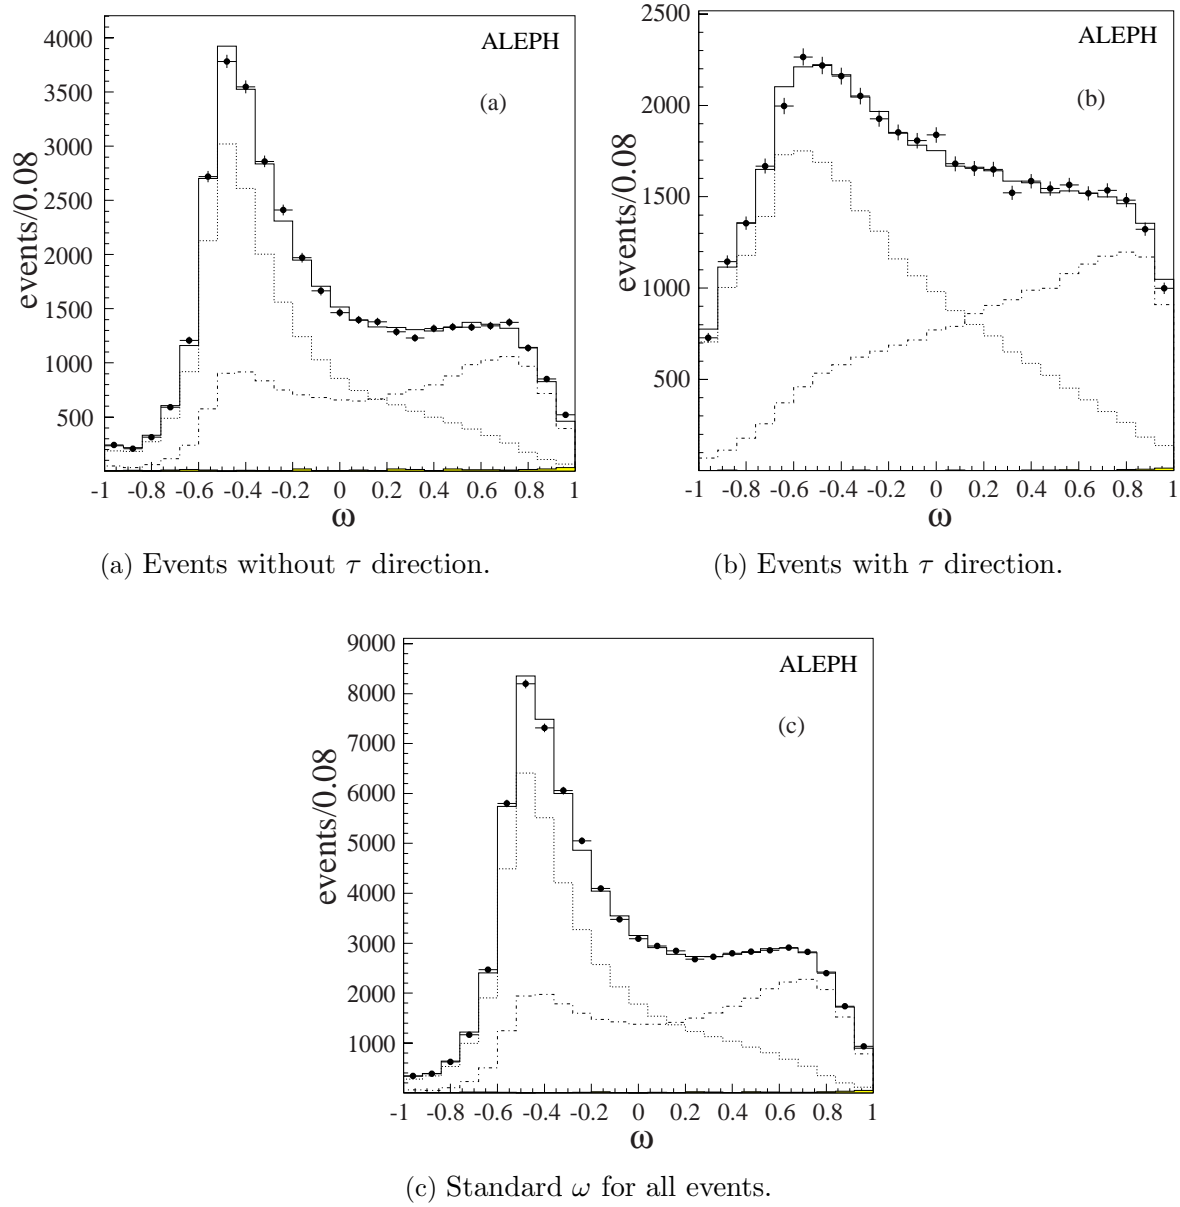 ALEPH
(a)
events/0.08
4000
3500
3000
2500
2000
1500
1000
500
-1 -0.8 -0.6 -0.4 -0.2 0 0.2 0.4 0.6 0.8 1
ω
(a) Events without τ direction.
ALEPH
(b)
events/0.08
2500
2000
1500
1000
500
-1 -0.8 -0.6 -0.4 -0.2 0 0.2 0.4 0.6 0.8 1
ω
(b) Events with τ direction.
ALEPH
(c)
events/0.08
9000
8000
7000
6000
5000
4000
3000
2000
1000
-1 -0.8 -0.6 -0.4 -0.2 0 0.2 0.4 0.6 0.8 1
ω
(c) Standard ω for all events.